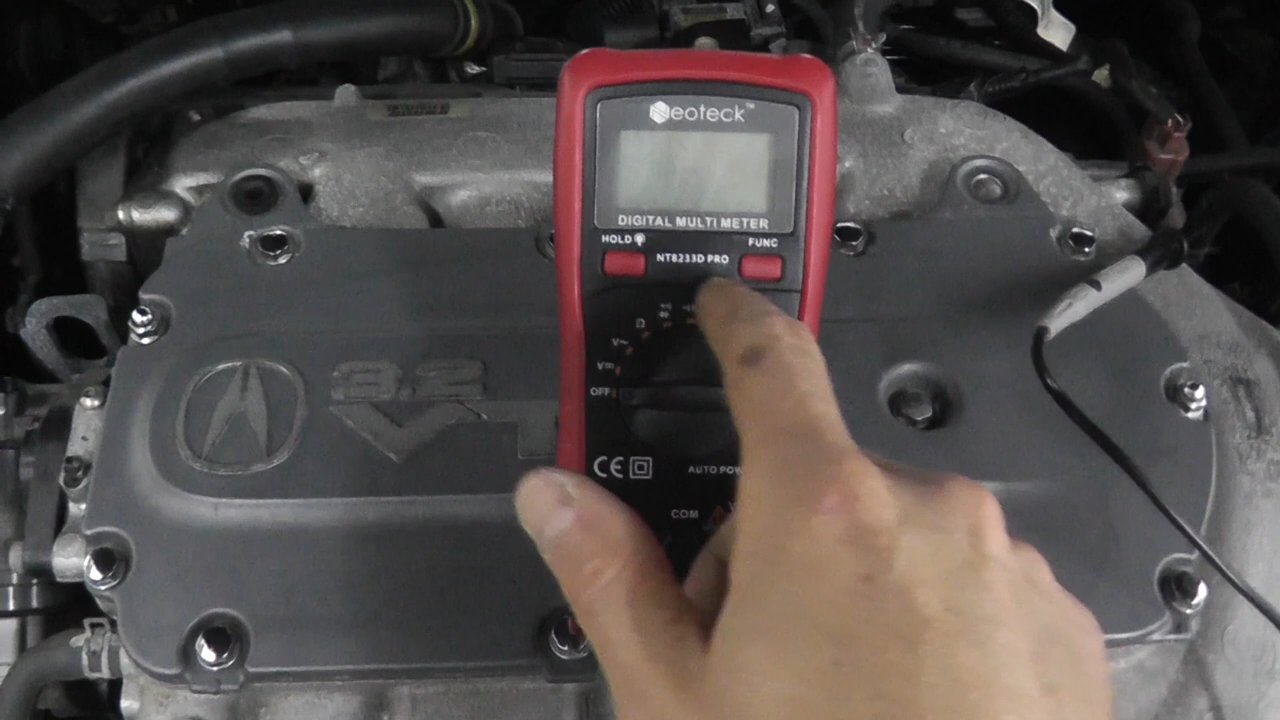 Neoteck™
DIGITAL MULTI METER
HOLD FUNC
NT8233D PRO
Ω
V~
V⎓
OFF
3.2
CE
AUTO POW
COM